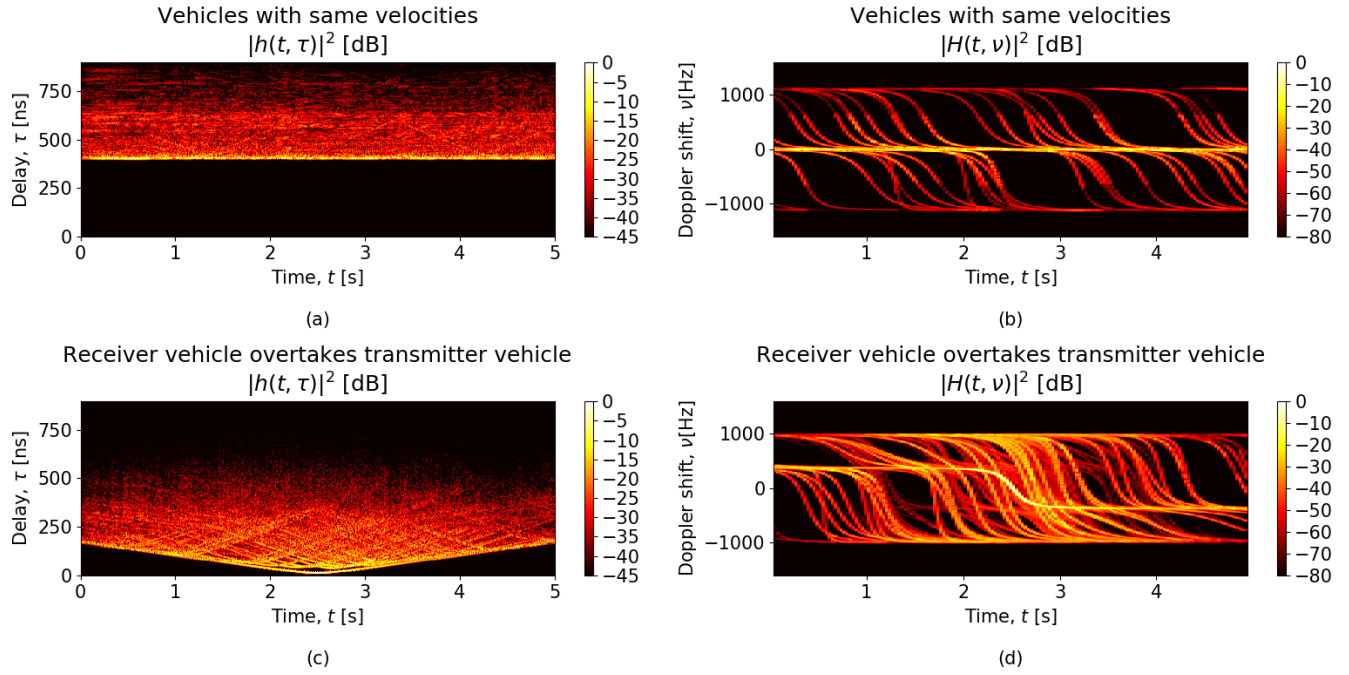 Vehicles with same velocities
|h(t, τ)|² [dB]
Delay, τ [ns]
750
500
250
0
0 1 2 3 4 5
Time, t [s]
0
−5
−10
−15
−20
−25
−30
−35
−40
−45
(a)
Vehicles with same velocities
|H(t, ν)|² [dB]
Doppler shift, ν[Hz]
1000
0
−1000
1 2 3 4
Time, t [s]
0
−10
−20
−30
−40
−50
−60
−70
−80
(b)
Receiver vehicle overtakes transmitter vehicle
|h(t, τ)|² [dB]
Delay, τ [ns]
750
500
250
0
0 1 2 3 4 5
Time, t [s]
0
−5
−10
−15
−20
−25
−30
−35
−40
−45
(c)
Receiver vehicle overtakes transmitter vehicle
|H(t, ν)|² [dB]
Doppler shift, ν[Hz]
1000
0
−1000
1 2 3 4
Time, t [s]
0
−10
−20
−30
−40
−50
−60
−70
−80
(d)